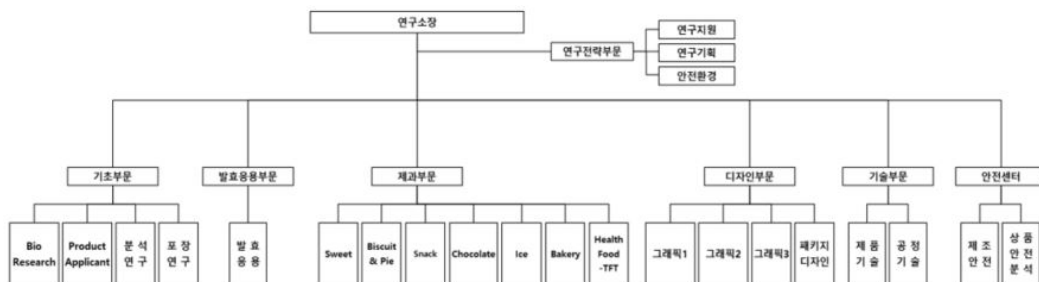 연구소장
연구지원
연구전략부문
연구기획
안전환경
기초부문
발효응용부문
제과부문
디자인부문
기술부문
안전센터
Bio
Research
Product
Applicant
분 석
연 구
포 장
연 구
발 효
응 용
Sweet
Biscuit
& Pie
Snack
Chocolate
Ice
Bakery
Health
Food
-TFT
그래픽1
그래픽2
그래픽3
패키지
디자인
제 품
기 술
공 정
기 술
제 조
안 전
상 품
안 전
분 석